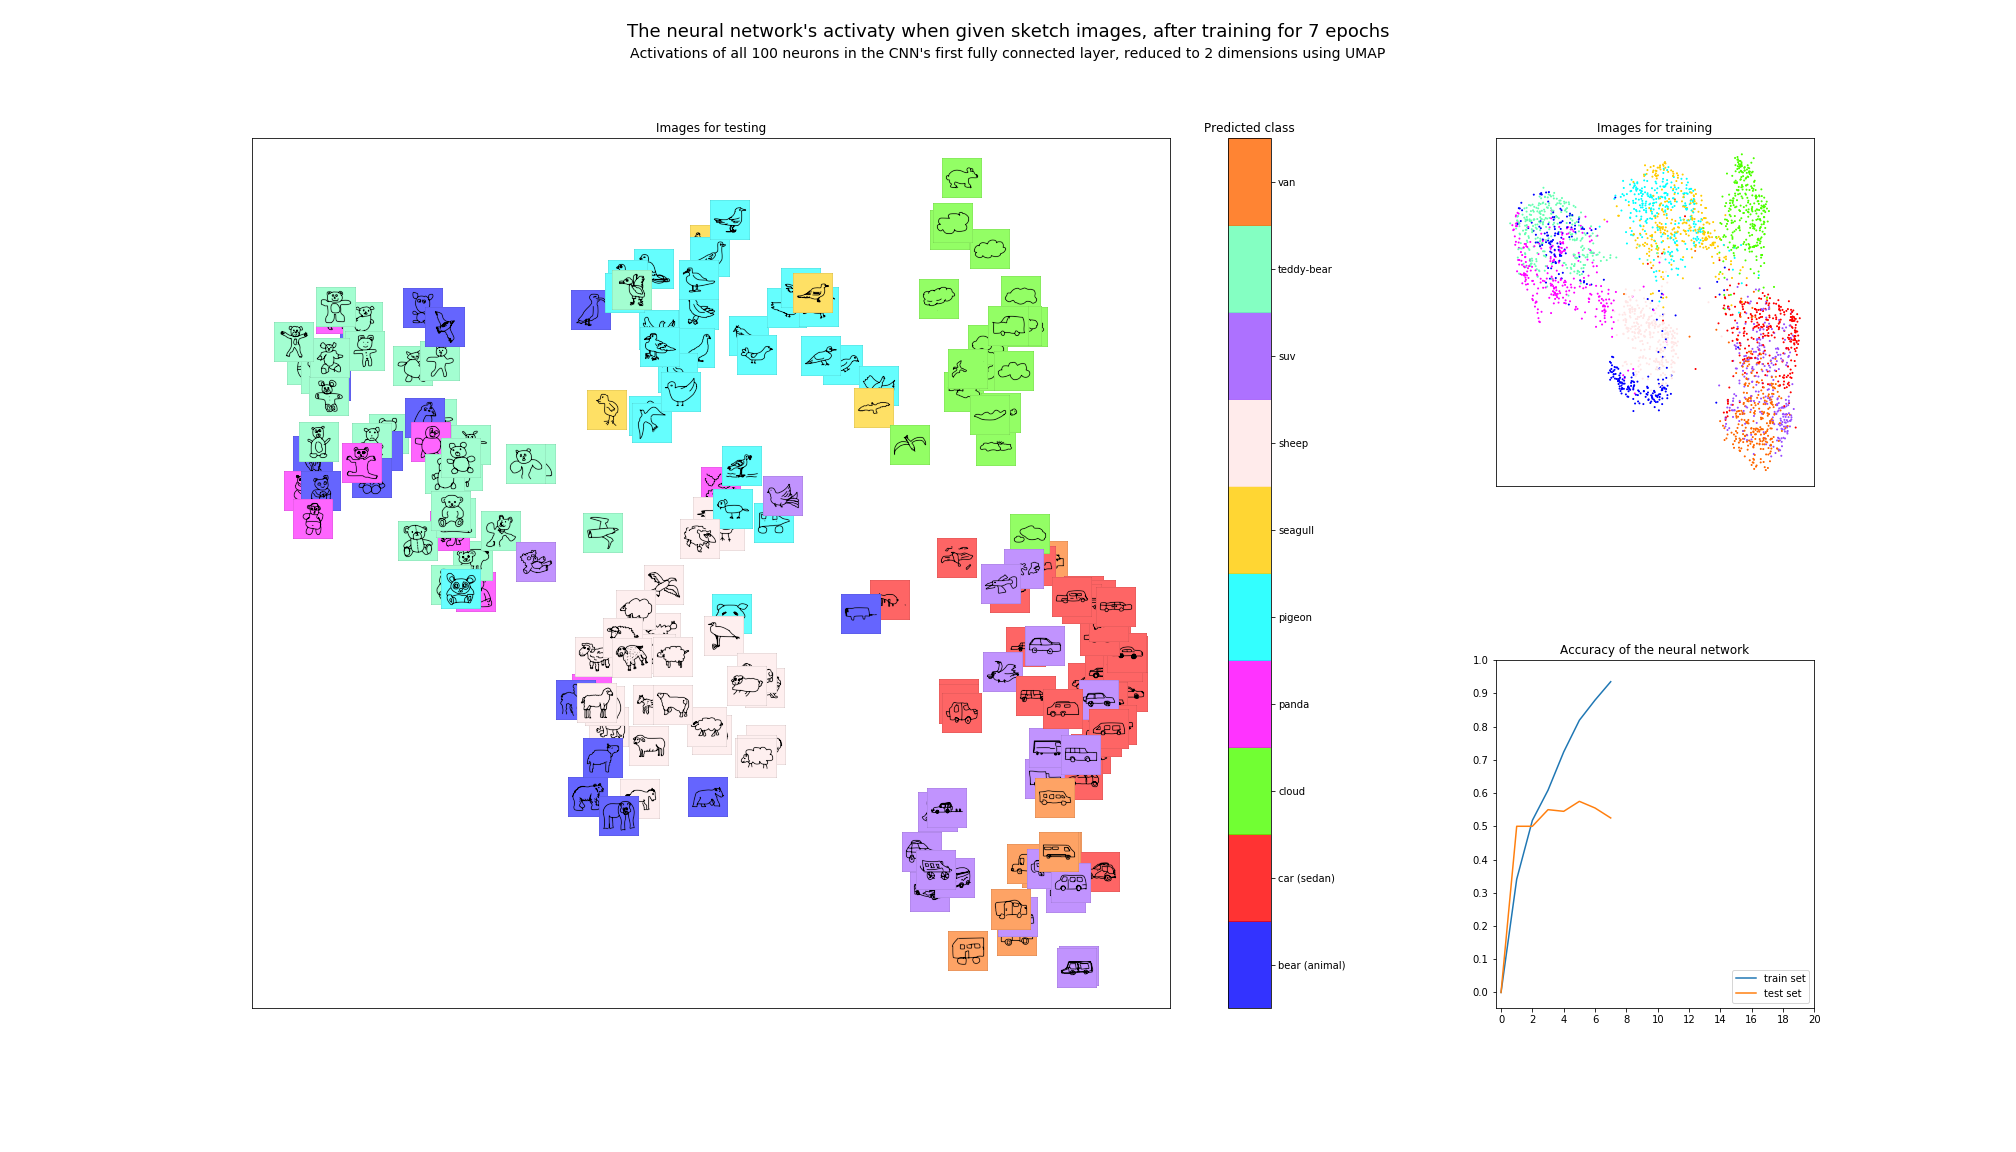 The neural network's activaty when given sketch images, after training for 7 epochs
Activations of all 100 neurons in the CNN's first fully connected layer, reduced to 2 dimensions using UMAP
Images for testing
Predicted class
van
teddy-bear
suv
sheep
seagull
pigeon
panda
cloud
car (sedan)
bear (animal)
Images for training
Accuracy of the neural network
1.0
0.9
0.8
0.7
0.6
0.5
0.4
0.3
0.2
0.1
0.0
train set
test set
0 2 4 6 8 10 12 14 16 18 20